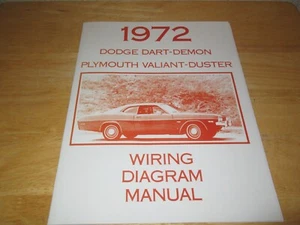 1972
DODGE DART-DEMON
PLYMOUTH VALIANT-DUSTER
WIRING
DIAGRAM
MANUAL